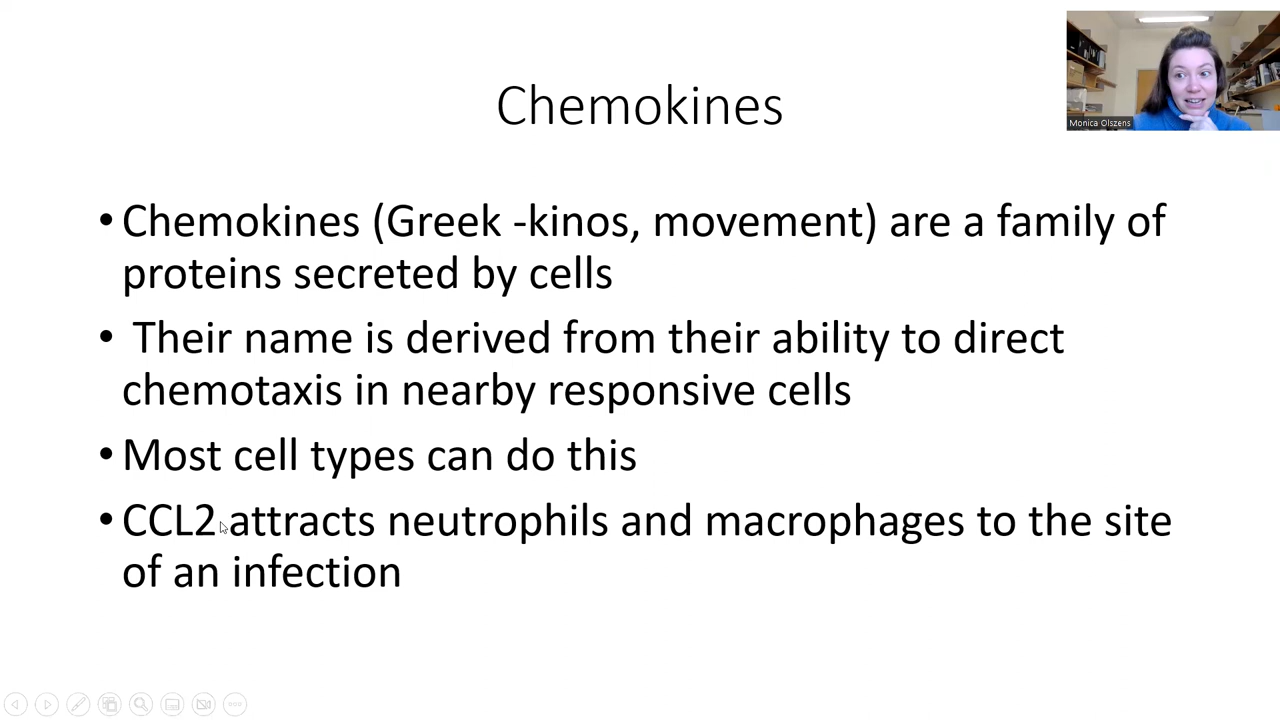 Chemokines
Monica Olszens
• Chemokines (Greek -kinos, movement) are a family of
proteins secreted by cells
• Their name is derived from their ability to direct
chemotaxis in nearby responsive cells
• Most cell types can do this
• CCL2 attracts neutrophils and macrophages to the site
of an infection